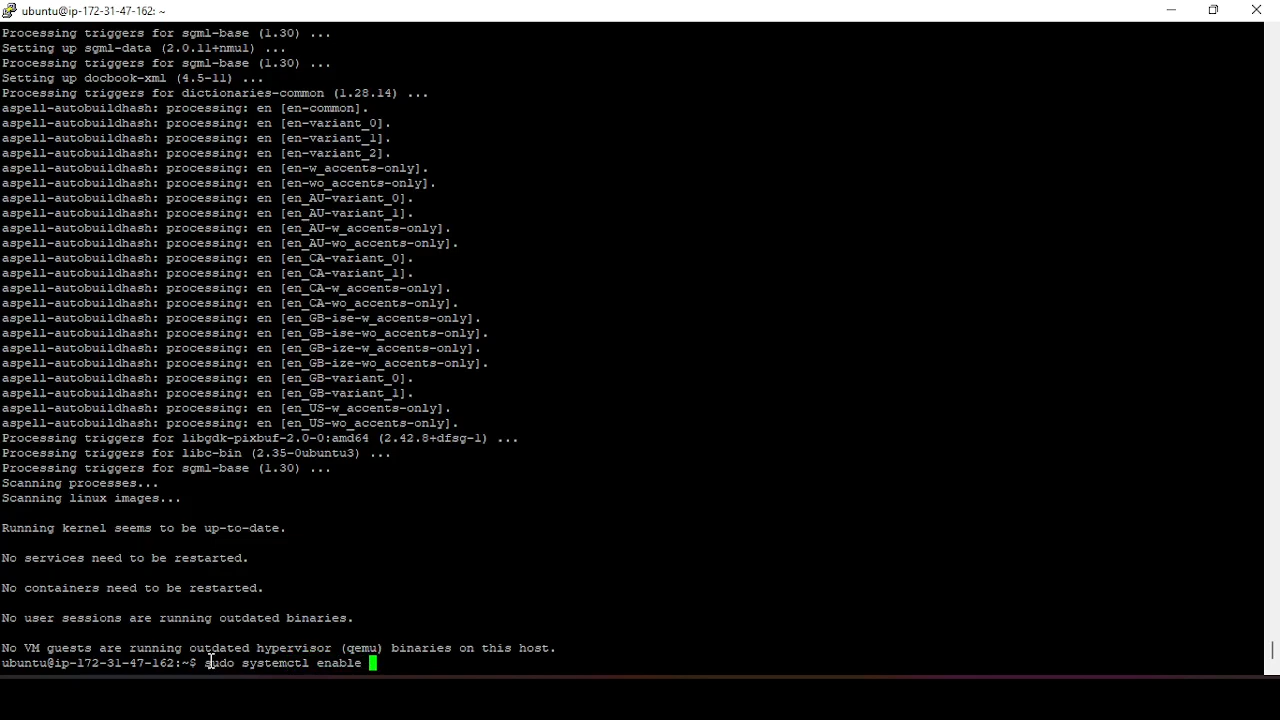 ubuntu@ip-172-31-47-162: ~
Processing triggers for sgml-base (1.30) ...
Setting up sgml-data (2.0.11+nmu1) ...
Processing triggers for sgml-base (1.30) ...
Setting up docbook-xml (4.5-11) ...
Processing triggers for dictionaries-common (1.28.14) ...
aspell-autobuildhash: processing: en [en-common].
aspell-autobuildhash: processing: en [en-variant_0].
aspell-autobuildhash: processing: en [en-variant_1].
aspell-autobuildhash: processing: en [en-variant_2].
aspell-autobuildhash: processing: en [en-w_accents-only].
aspell-autobuildhash: processing: en [en-wo_accents-only].
aspell-autobuildhash: processing: en [en_AU-variant_0].
aspell-autobuildhash: processing: en [en_AU-variant_1].
aspell-autobuildhash: processing: en [en_AU-w_accents-only].
aspell-autobuildhash: processing: en [en_AU-wo_accents-only].
aspell-autobuildhash: processing: en [en_CA-variant_0].
aspell-autobuildhash: processing: en [en_CA-variant_1].
aspell-autobuildhash: processing: en [en_CA-w_accents-only].
aspell-autobuildhash: processing: en [en_CA-wo_accents-only].
aspell-autobuildhash: processing: en [en_GB-ise-w_accents-only].
aspell-autobuildhash: processing: en [en_GB-ise-wo_accents-only].
aspell-autobuildhash: processing: en [en_GB-ize-w_accents-only].
aspell-autobuildhash: processing: en [en_GB-ize-wo_accents-only].
aspell-autobuildhash: processing: en [en_GB-variant_0].
aspell-autobuildhash: processing: en [en_GB-variant_1].
aspell-autobuildhash: processing: en [en_US-w_accents-only].
aspell-autobuildhash: processing: en [en_US-wo_accents-only].
Processing triggers for libgdk-pixbuf-2.0-0:amd64 (2.42.8+dfsg-1) ...
Processing triggers for libc-bin (2.35-0ubuntu3) ...
Processing triggers for sgml-base (1.30) ...
Scanning processes...
Scanning linux images...
Running kernel seems to be up-to-date.
No services need to be restarted.
No containers need to be restarted.
No user sessions are running outdated binaries.
No VM guests are running outdated hypervisor (qemu) binaries on this host.
ubuntu@ip-172-31-47-162:~$ sudo systemctl enable